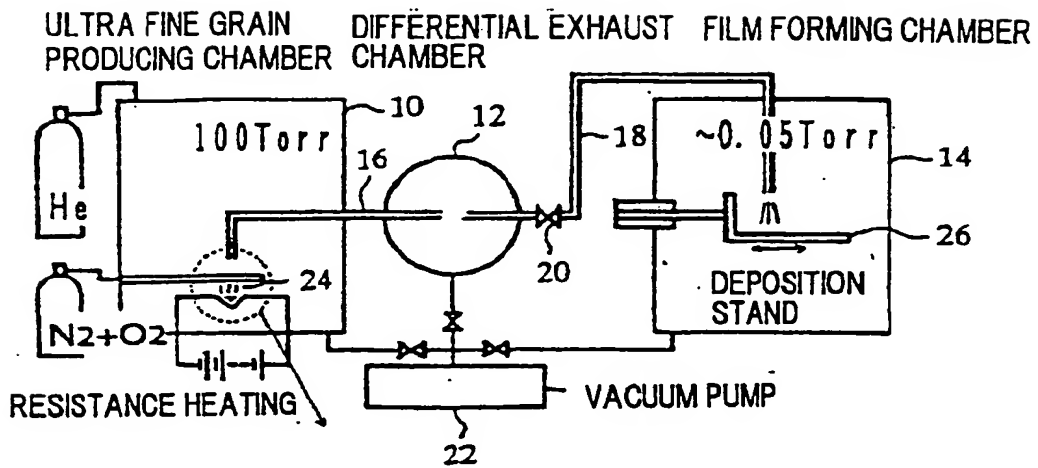 ULTRA FINE GRAIN
PRODUCING CHAMBER
DIFFERENTIAL EXHAUST
CHAMBER
FILM FORMING CHAMBER
10
12
18
14
100Torr
~0.05Torr
16
He
20
26
24
DEPOSITION
STAND
N2+O2
RESISTANCE HEATING
VACUUM PUMP
22